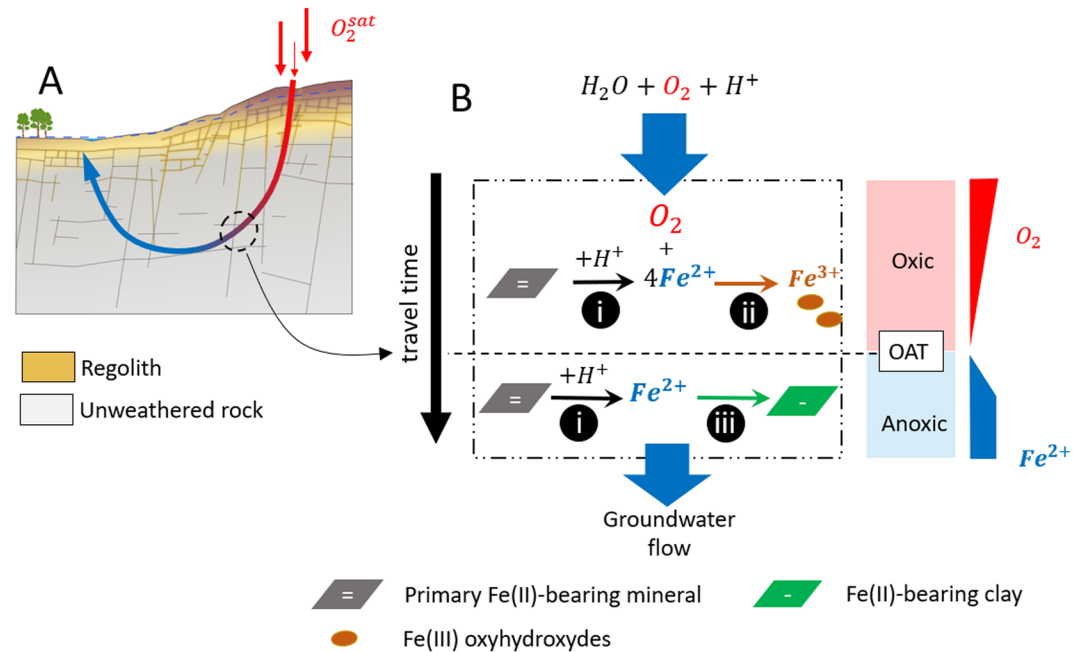 A
O₂ˢᵃᵗ
Regolith
Unweathered rock
B
H₂O + O₂ + H⁺
travel time
O₂
+
+H⁺
4Fe²⁺
Fe³⁺
=
i
ii
Oxic
O₂
OAT
+H⁺
Fe²⁺
=
-
i
iii
Anoxic
Fe²⁺
Groundwater
flow
= Primary Fe(II)-bearing mineral
- Fe(II)-bearing clay
Fe(III) oxyhydroxydes